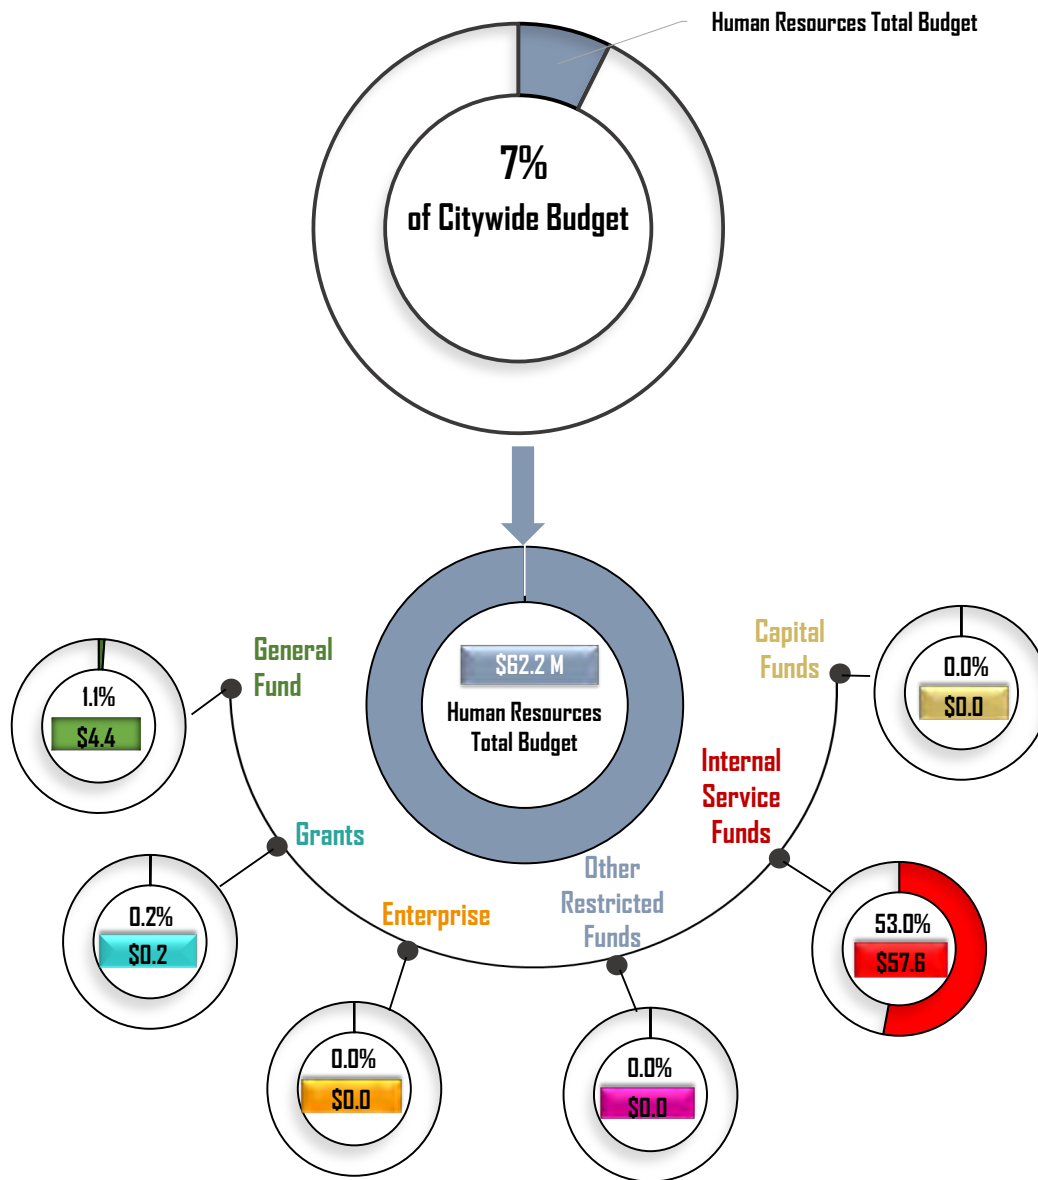 Human Resources Total Budget
7%
of Citywide Budget
$62.2 M
Human Resources
Total Budget
General
Fund
1.1%
$4.4
Grants
0.2%
$0.2
Enterprise
0.0%
$0.0
Other
Restricted
Funds
0.0%
$0.0
Internal
Service
Funds
53.0%
$57.6
Capital
Funds
0.0%
$0.0